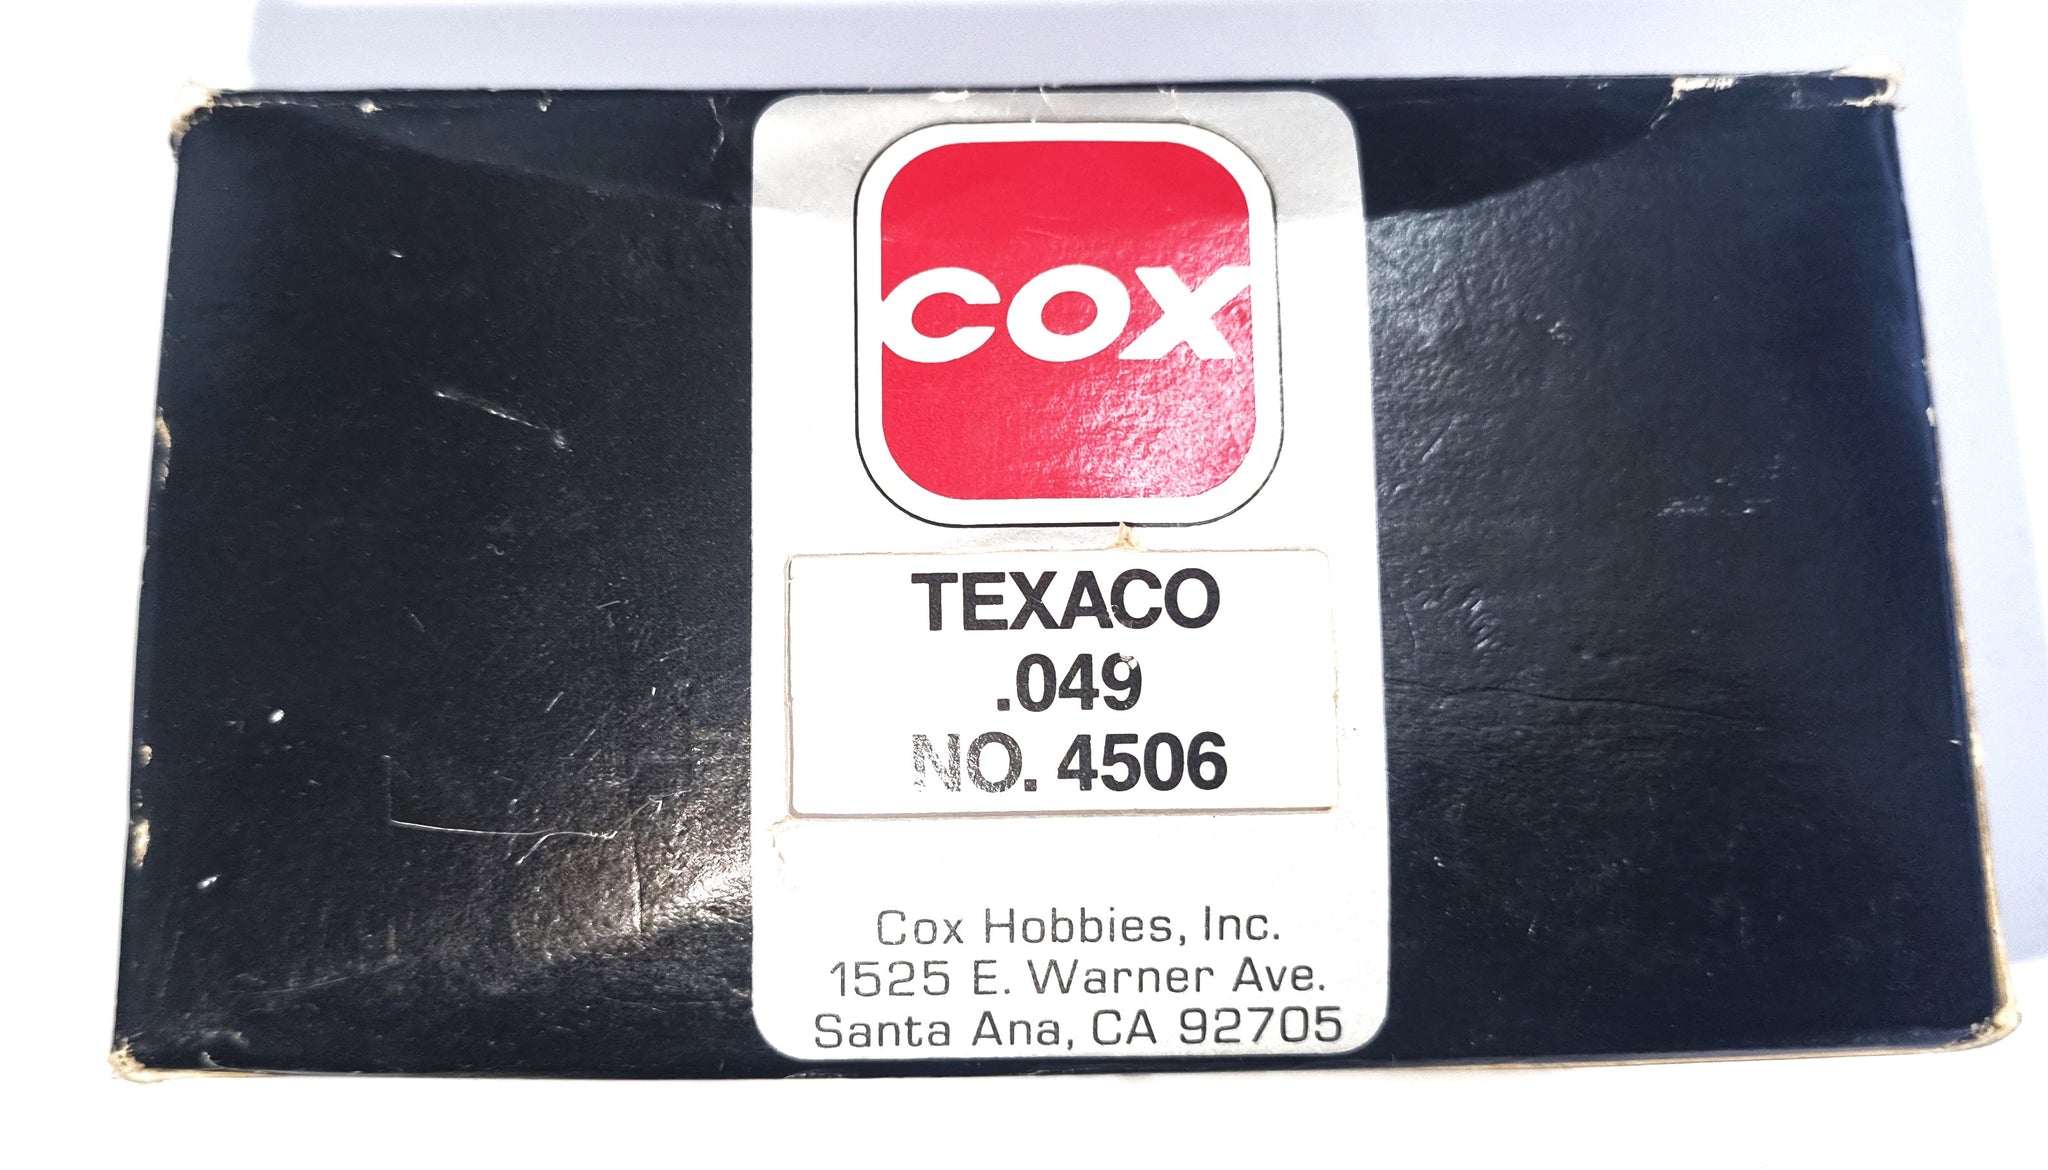 COX
TEXACO
.049
NO. 4506
Cox Hobbies, Inc.
1525 E. Warner Ave.
Santa Ana, CA 92705